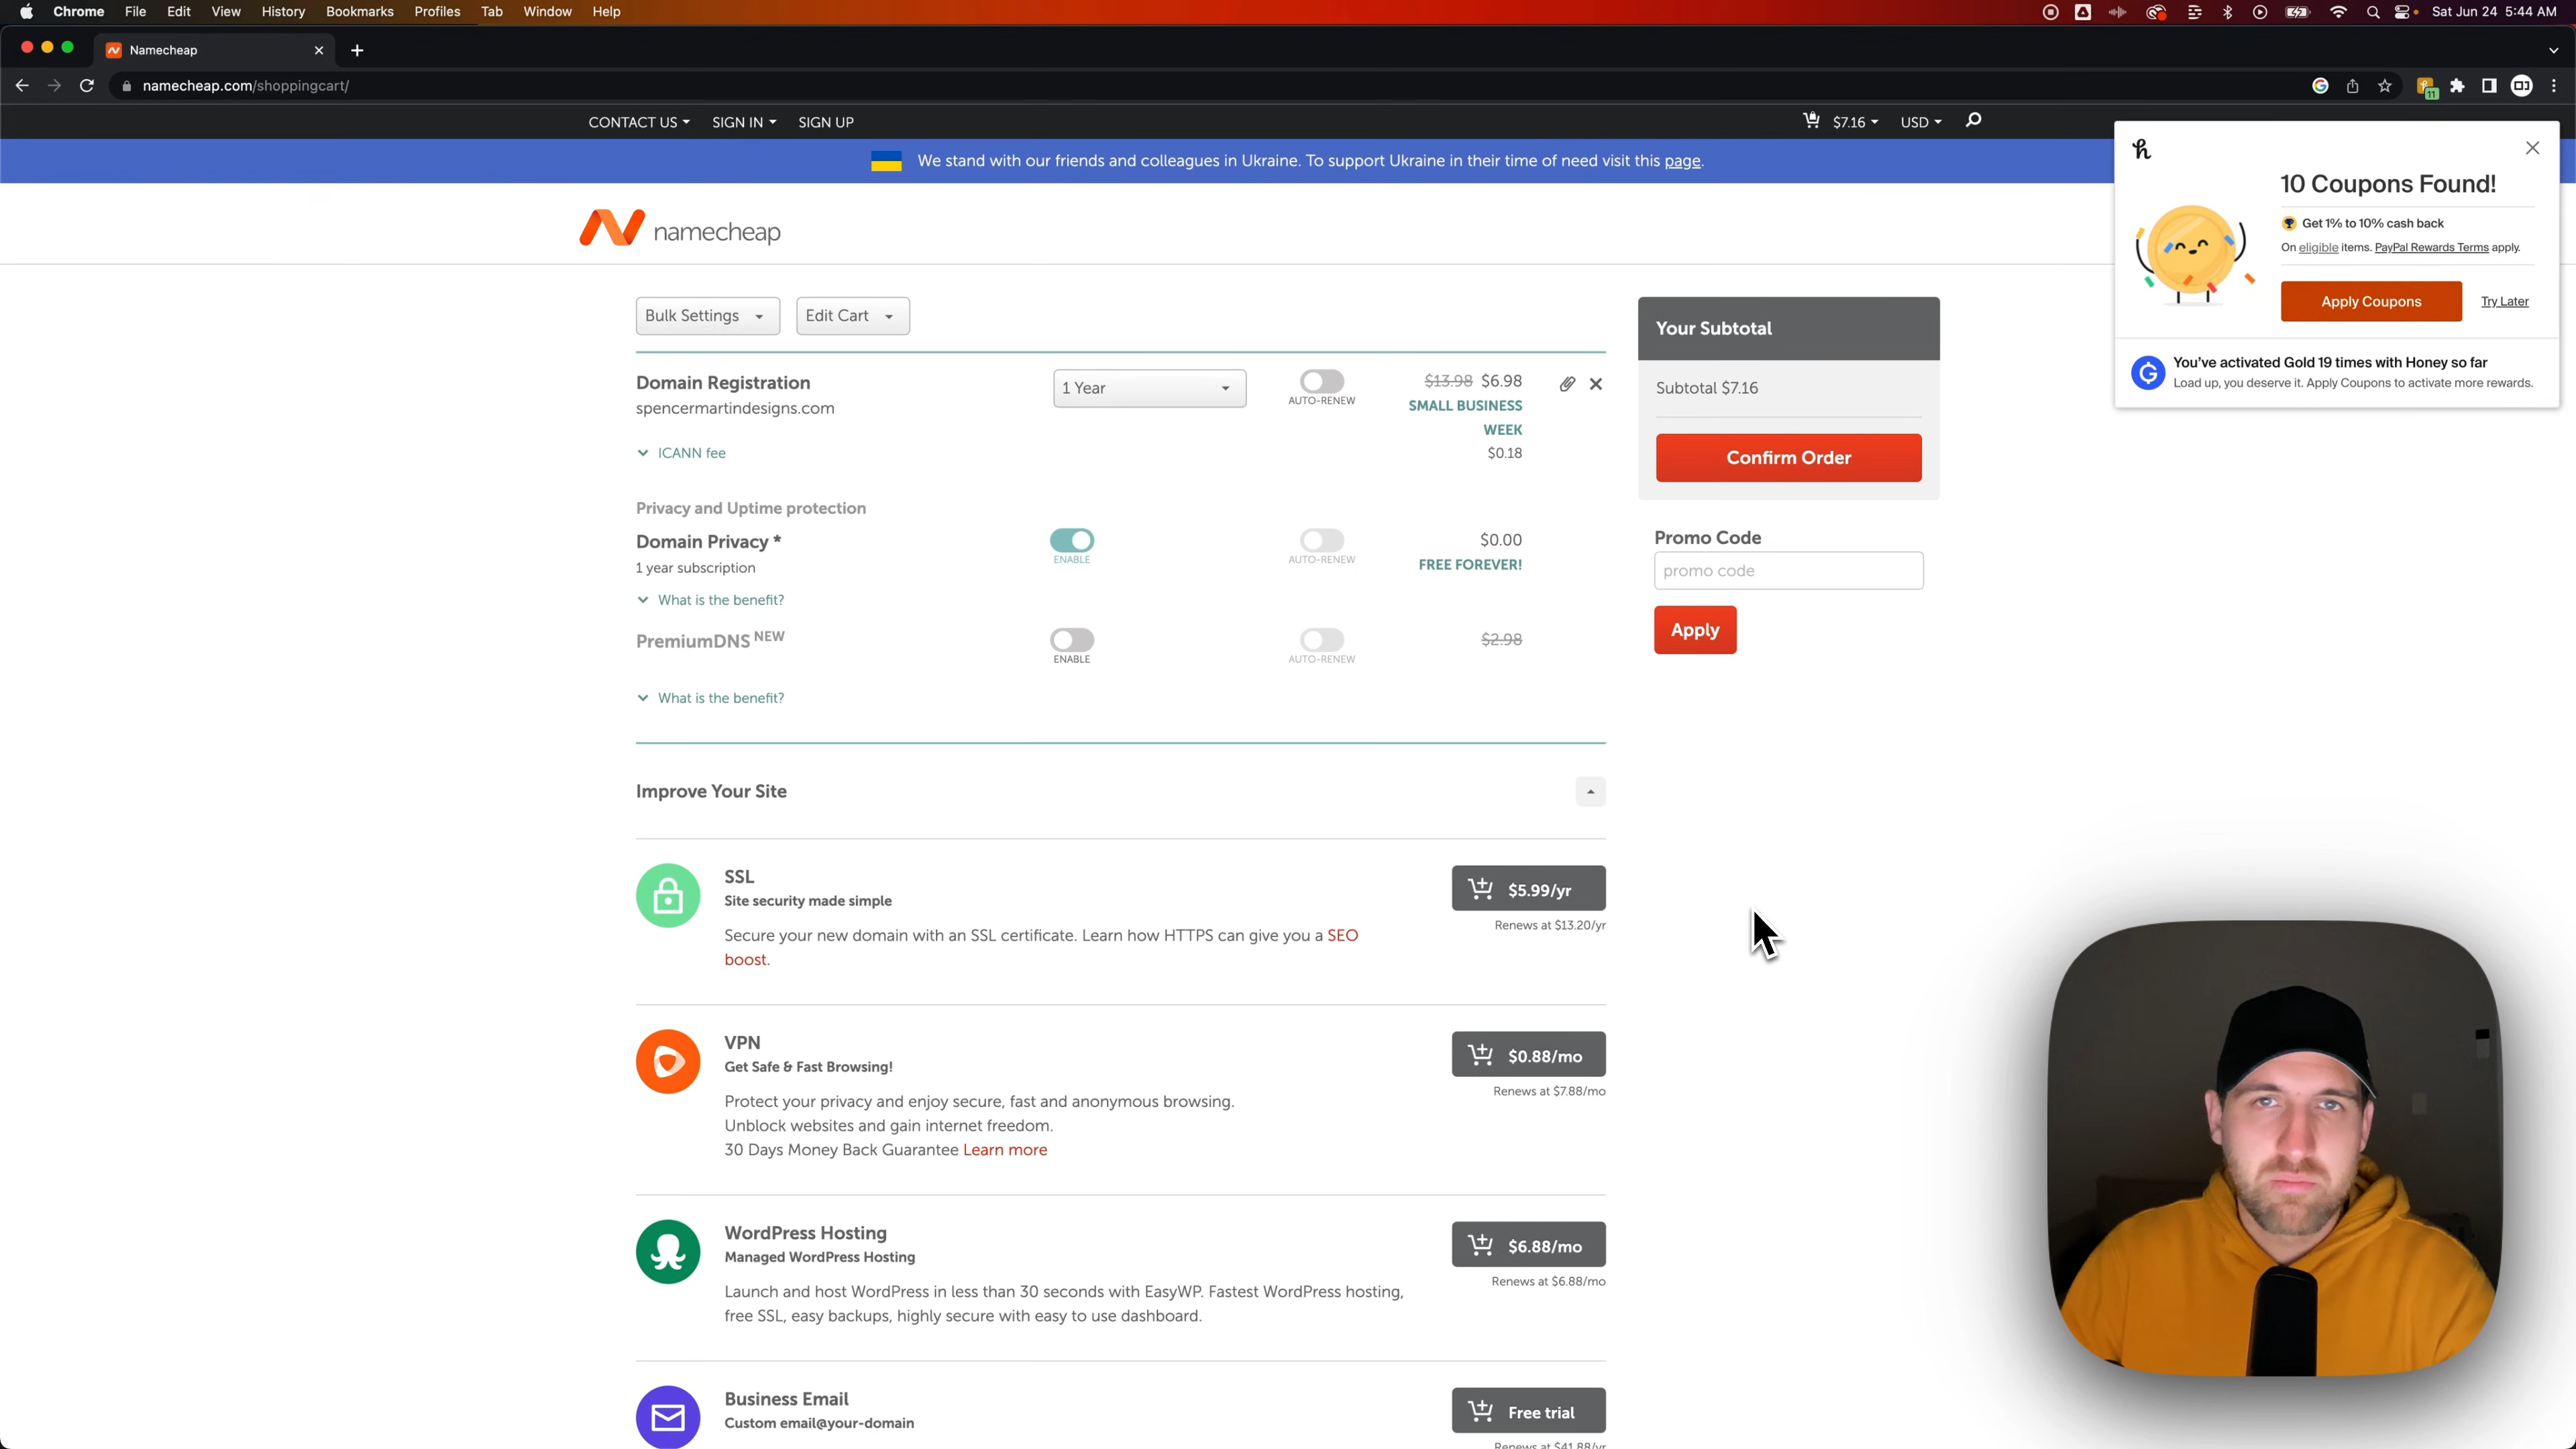 Chrome File Edit View History Bookmarks Profiles Tab Window Help
Sat Jun 24 5:44 AM
Namecheap
namecheap.com/shoppingcart/
11
CONTACT US SIGN IN SIGN UP
$7.16 USD
We stand with our friends and colleagues in Ukraine. To support Ukraine in their time of need visit this page.
namecheap
10 Coupons Found!
Get 1% to 10% cash back
On eligible items. PayPal Rewards Terms apply.
Apply Coupons Try Later
You've activated Gold 19 times with Honey so far
Load up, you deserve it. Apply Coupons to activate more rewards.
Bulk Settings Edit Cart
Domain Registration
spencermartindesigns.com
1 Year
AUTO-RENEW
$13.98 $6.98
SMALL BUSINESS
WEEK
ICANN fee
$0.18
Privacy and Uptime protection
Domain Privacy *
1 year subscription
ENABLE
AUTO-RENEW
$0.00
FREE FOREVER!
What is the benefit?
PremiumDNS NEW
ENABLE
AUTO-RENEW
$2.98
What is the benefit?
Your Subtotal
Subtotal $7.16
Confirm Order
Promo Code
promo code
Apply
Improve Your Site
SSL
Site security made simple
Secure your new domain with an SSL certificate. Learn how HTTPS can give you a SEO
boost.
$5.99/yr
Renews at $13.20/yr
VPN
Get Safe & Fast Browsing!
Protect your privacy and enjoy secure, fast and anonymous browsing.
Unblock websites and gain internet freedom.
30 Days Money Back Guarantee Learn more
$0.88/mo
Renews at $7.88/mo
WordPress Hosting
Managed WordPress Hosting
Launch and host WordPress in less than 30 seconds with EasyWP. Fastest WordPress hosting,
free SSL, easy backups, highly secure with easy to use dashboard.
$6.88/mo
Renews at $6.88/mo
Business Email
Custom email@your-domain
Free trial
Renews at $41.88/yr